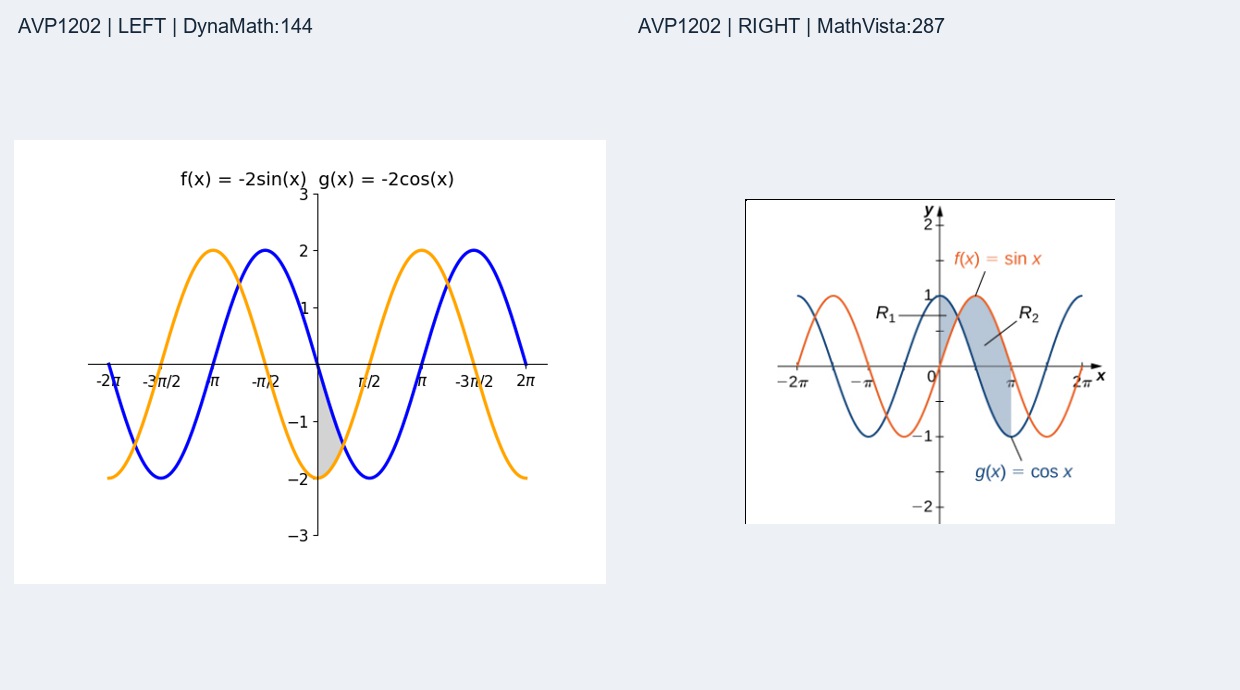 AVP1202 | LEFT | DynaMath:144
f(x) = -2sin(x)  g(x) = -2cos(x)
3
2
1
-2π -3π/2 π -π/2 π/2 π -3π/2 2π
−1
−2
−3
AVP1202 | RIGHT | MathVista:287
y
2
f(x) = sin x
1
R₁
R₂
0
−2π −π π 2π x
−1
g(x) = cos x
−2